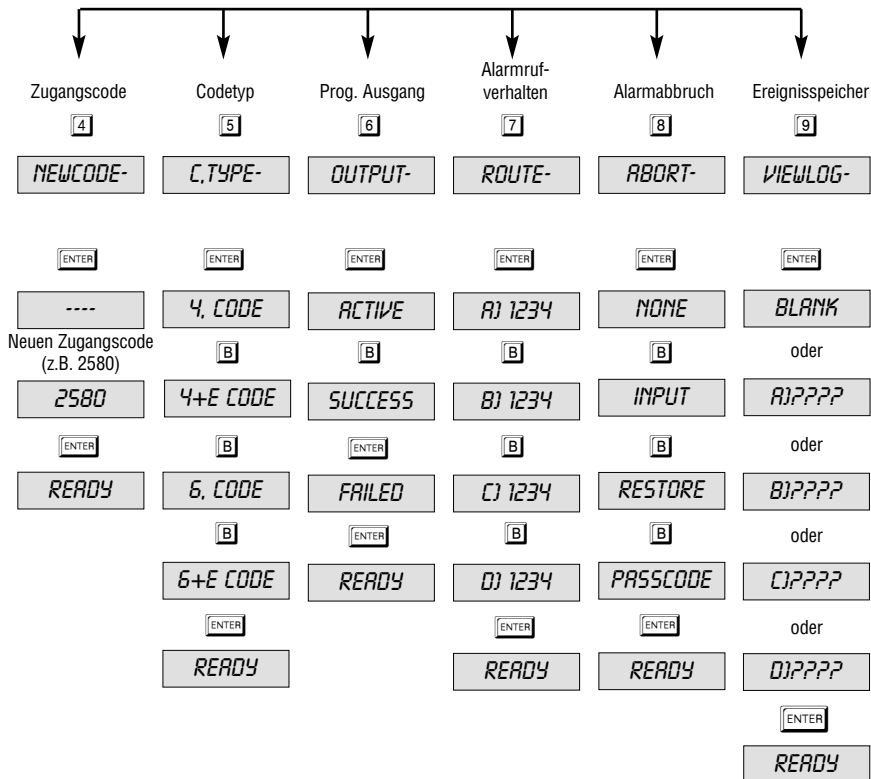 Zugangscode
4
NEWCODE-
ENTER
----
Neuen Zugangscode
(z.B. 2580)
2580
ENTER
READY
Codetyp
5
C,TYPE-
ENTER
4, CODE
B
4+E CODE
B
6, CODE
B
6+E CODE
ENTER
READY
Prog. Ausgang
6
OUTPUT-
ENTER
ACTIVE
B
SUCCESS
ENTER
FAILED
ENTER
READY
Alarmruf-
verhalten
7
ROUTE-
ENTER
A) 1234
B
B) 1234
B
C) 1234
B
D) 1234
ENTER
READY
Alarmabbruch
8
ABORT-
ENTER
NONE
B
INPUT
B
RESTORE
B
PASSCODE
ENTER
READY
Ereignisspeicher
9
VIEWLOG-
ENTER
BLANK
oder
A)????
oder
B)????
oder
C)????
oder
D)????
ENTER
READY